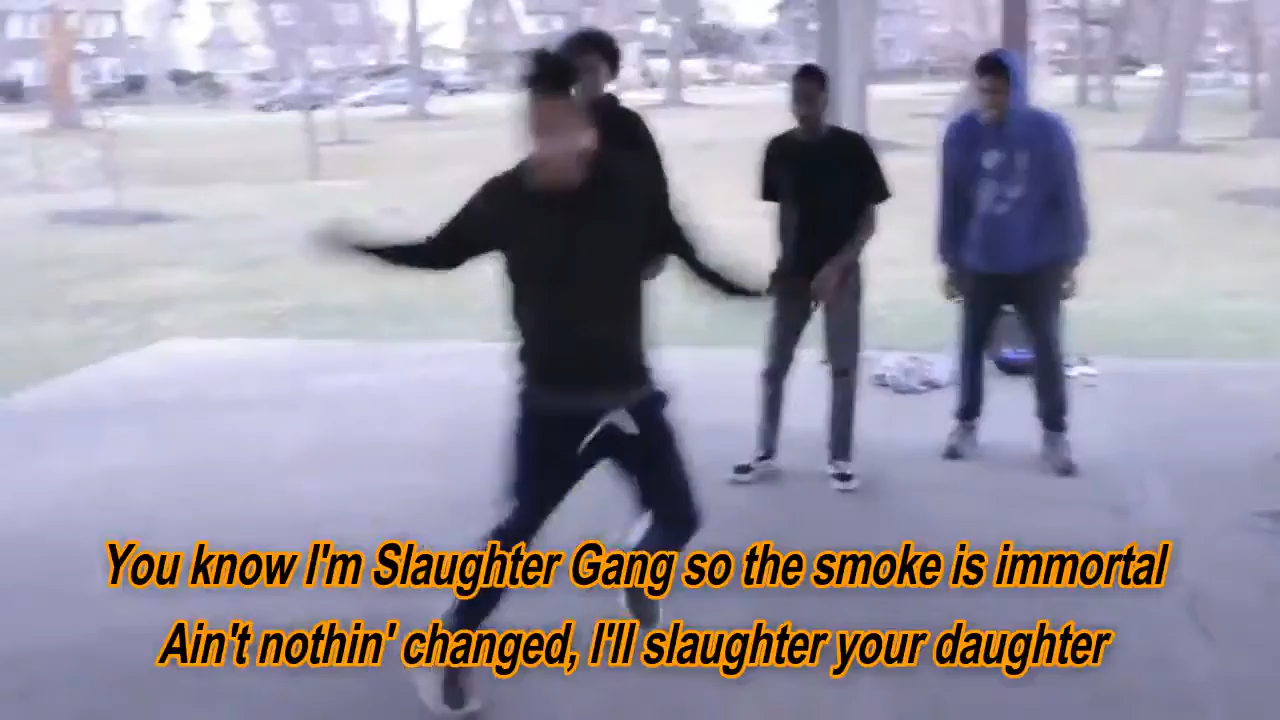 You know I'm Slaughter Gang so the smoke is immortal
Ain't nothin' changed, I'll slaughter your daughter